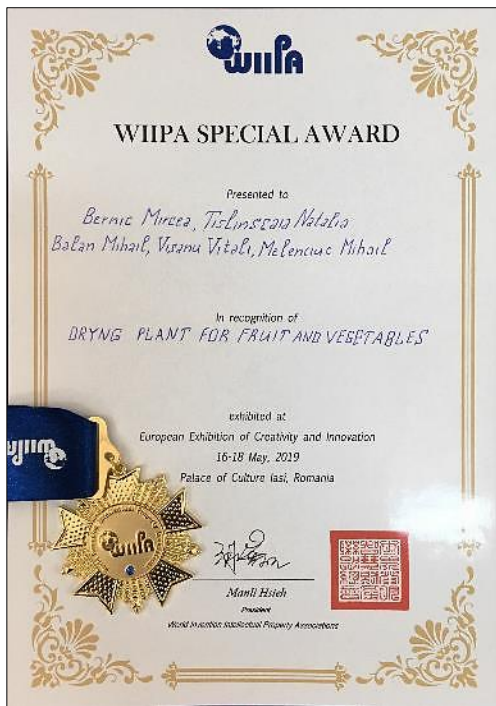 WIIPA
WIIPA SPECIAL AWARD
Presented to
Bernic Mircea, Tislinscaia Natalia
Balan Mihail, Visanu Vitali, Melenciuc Mihail
In recognition of
DRYNG PLANT FOR FRUIT AND VEGETABLES
exhibited at
European Exhibition of Creativity and Innovation
16-18 May, 2019
Palace of Culture Iasi, Romania
WIIPA
WIIPA
Manli Hsieh
President
World Invention Intellectual Property Associations